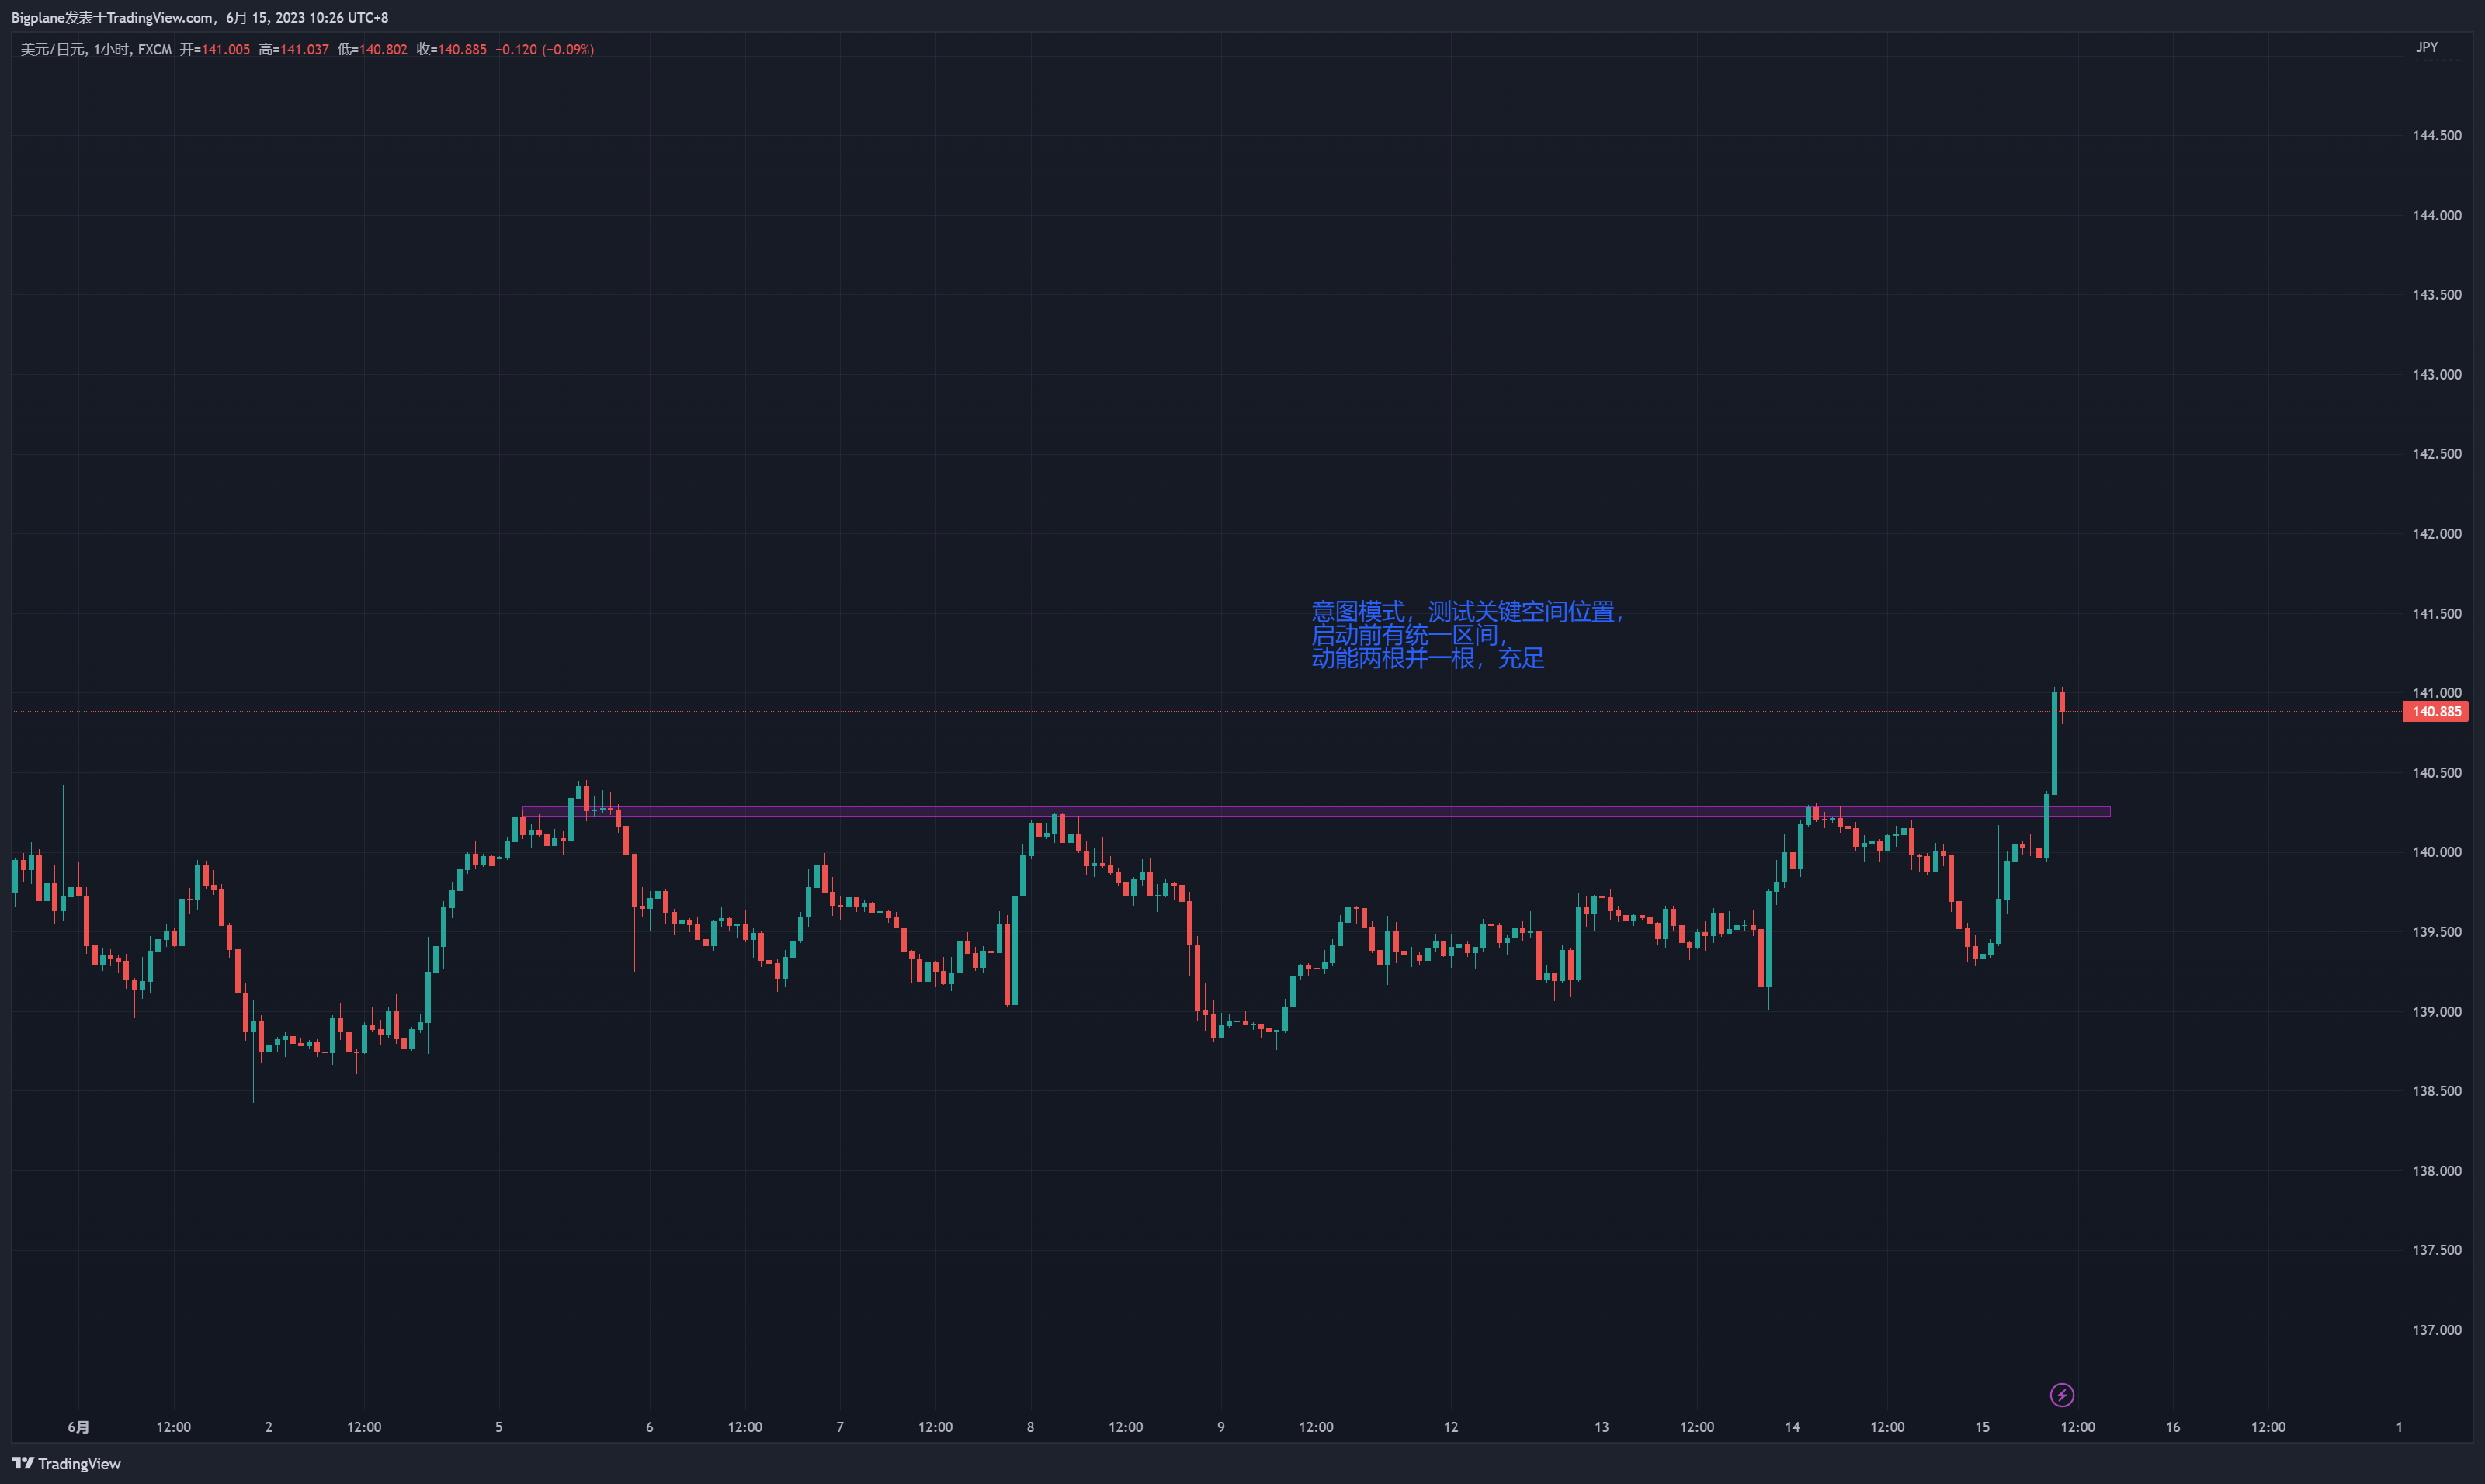 Bigplane发表于TradingView.com, 6月 15, 2023 10:26 UTC+8
美元/日元, 1小时, FXCM 开=141.005 高=141.037 低=140.802 收=140.885 −0.120 (−0.09%)
JPY
144.500
144.000
143.500
143.000
142.500
142.000
意图模式，测试关键空间位置，
启动前有统一区间，
动能两根并一根，充足
141.500
141.000
140.885
140.500
140.000
139.500
139.000
138.500
138.000
137.500
137.000
6月 12:00 2 12:00 5 6 12:00 7 12:00 8 12:00 9 12:00 12 13 12:00 14 12:00 15 12:00 16 12:00 1
TradingView